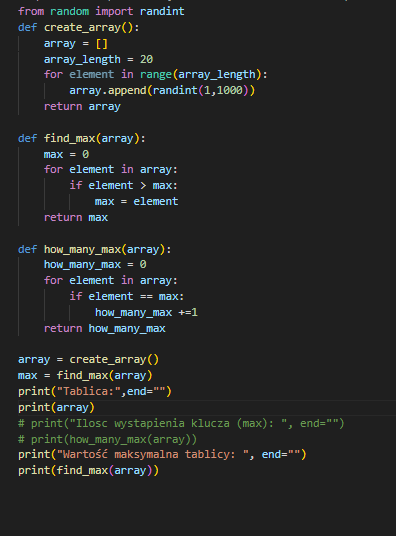 from random import randint
def create_array():
    array = []
    array_length = 20
    for element in range(array_length):
        array.append(randint(1,1000))
    return array

def find_max(array):
    max = 0
    for element in array:
        if element > max:
            max = element
    return max

def how_many_max(array):
    how_many_max = 0
    for element in array:
        if element == max:
            how_many_max +=1
    return how_many_max

array = create_array()
max = find_max(array)
print("Tablica:",end="")
print(array)
# print("Ilosc wystapienia klucza (max): ", end="")
# print(how_many_max(array))
print("Wartość maksymalna tablicy: ", end="")
print(find_max(array))